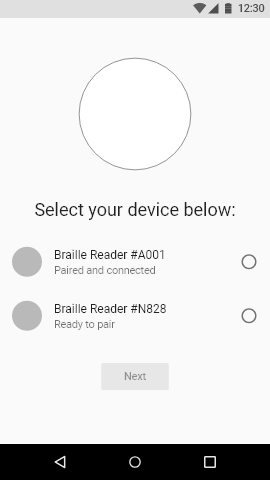 12:30
Select your device below:
Braille Reader #A001
Paired and connected
Braille Reader #N828
Ready to pair
Next